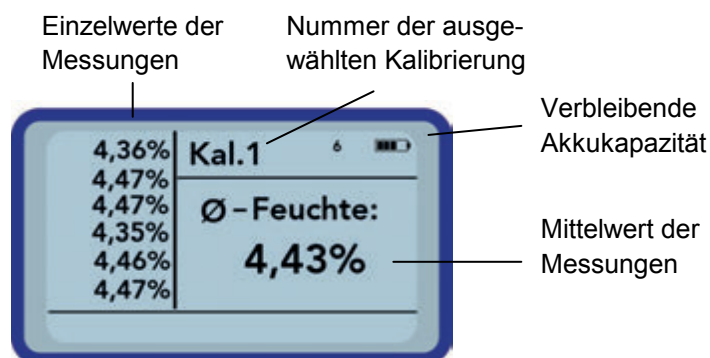 Einzelwerte der
Messungen
Nummer der ausge-
wählten Kalibrierung
Verbleibende
Akkukapazität
4,36%
4,47%
4,47%
4,35%
4,46%
4,47%
Kal.1
6
Ø – Feuchte:
4,43%
Mittelwert der
Messungen